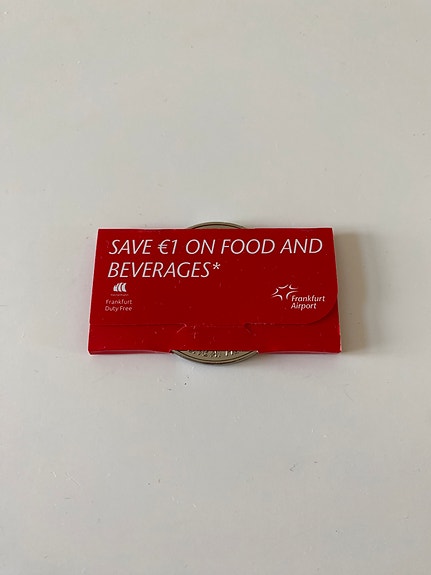 SAVE €1 ON FOOD AND
BEVERAGES*
Frankfurt
Duty Free
Frankfurt
Airport